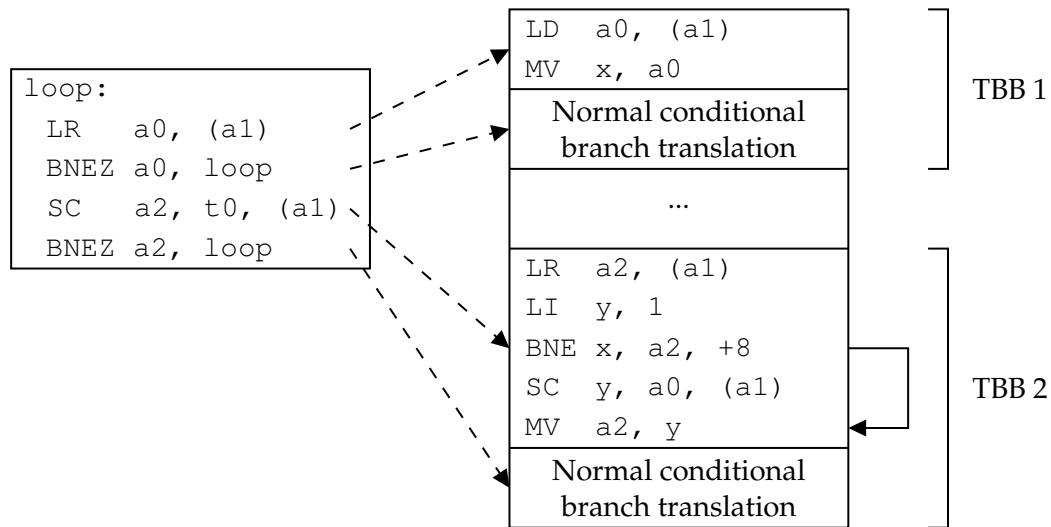 loop:
LR a0, (a1)
BNEZ a0, loop
SC a2, t0, (a1)
BNEZ a2, loop
LD a0, (a1)
MV x, a0
Normal conditional
branch translation
...
LR a2, (a1)
LI y, 1
BNE x, a2, +8
SC y, a0, (a1)
MV a2, y
Normal conditional
branch translation
TBB 1
TBB 2